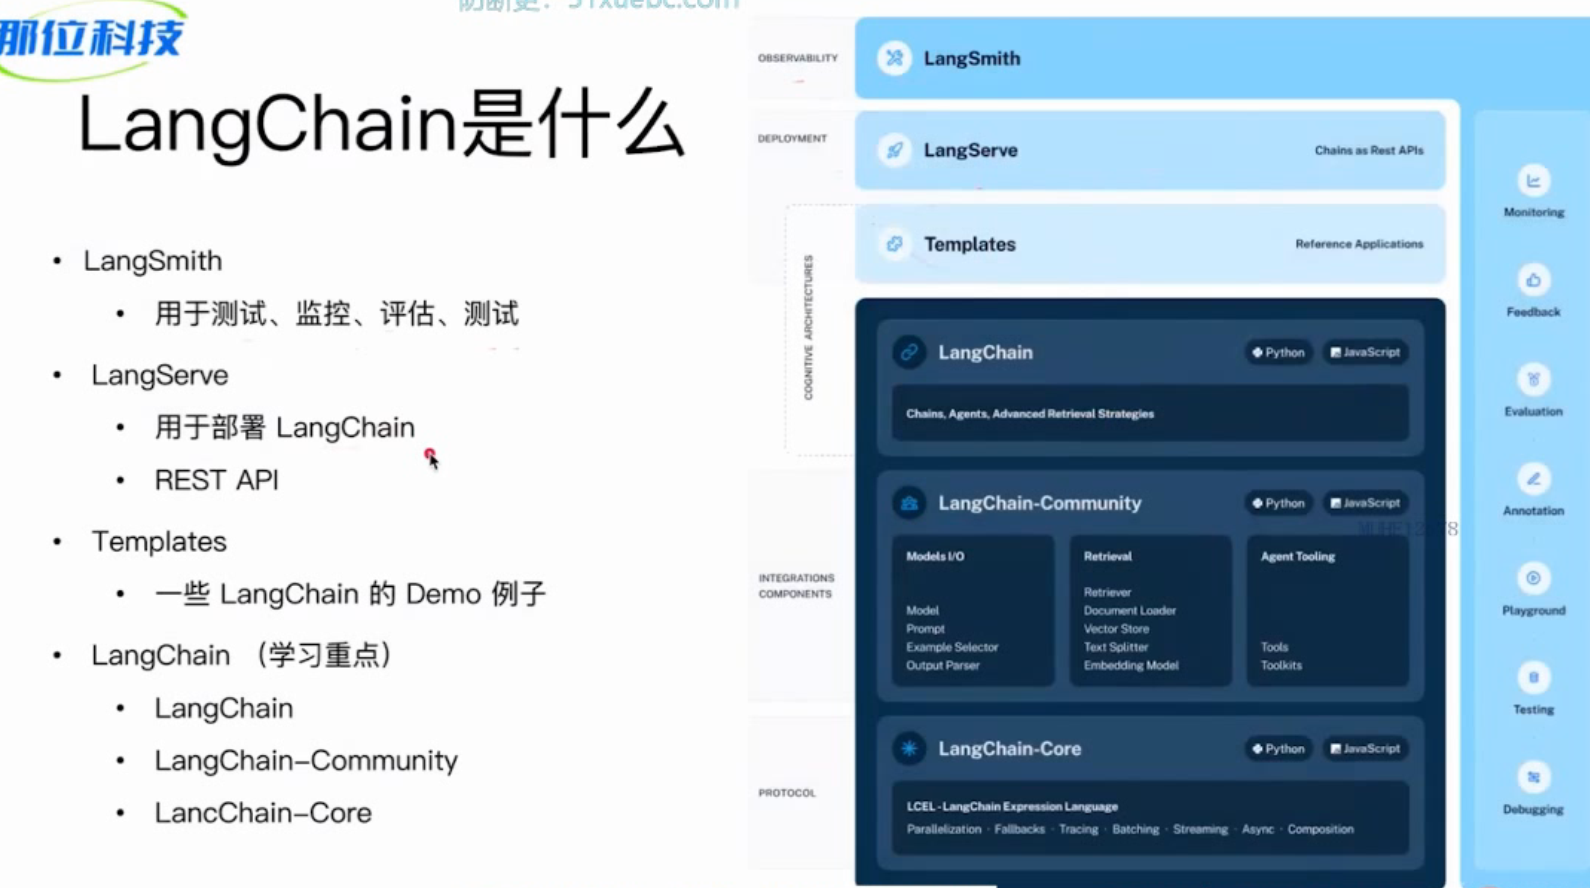 那位科技
LangChain是什么
• LangSmith
• 用于测试、监控、评估、测试
• LangServe
• 用于部署 LangChain
• REST API
• Templates
• 一些 LangChain 的 Demo 例子
• LangChain （学习重点）
• LangChain
• LangChain-Community
• LancChain-Core
OBSERVABILITY
LangSmith
DEPLOYMENT
LangServe
Chains as Rest APIs
Templates
Reference Applications
COGNITIVE ARCHITECTURES
LangChain
Python
JavaScript
Chains, Agents, Advanced Retrieval Strategies
INTEGRATIONS
COMPONENTS
LangChain-Community
Python
JavaScript
Models I/O
Model
Prompt
Example Selector
Output Parser
Retrieval
Retriever
Document Loader
Vector Store
Text Splitter
Embedding Model
Agent Tooling
Tools
Toolkits
PROTOCOL
LangChain-Core
Python
JavaScript
LCEL - LangChain Expression Language
Parallelization · Fallbacks · Tracing · Batching · Streaming · Async · Composition
Monitoring
Feedback
Evaluation
Annotation
Playground
Testing
Debugging